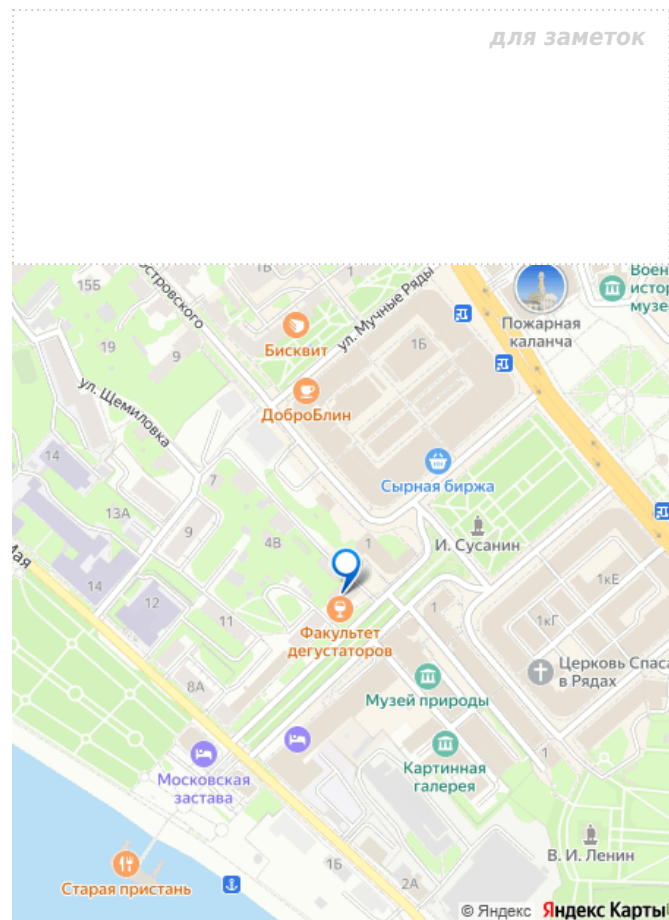 для заметок
Островского
1Б
1
15Б
ул. Мучные Ряды
Пожарная
каланча
Воен
истор
музе
19
9
Бисквит
1Б
ДоброБлин
ул. Щемиловка
14
7
Сырная биржа
13А
9
4В
1
И. Сусанин
Мая
14
12
11
Факультет
дегустаторов
1
1кЕ
1кГ
Церковь Спаса
в Рядах
8А
Музей природы
Московская
застава
Картинная
галерея
1
В. И. Ленин
Старая пристань
1Б
2А
© Яндекс Яндекс Карты